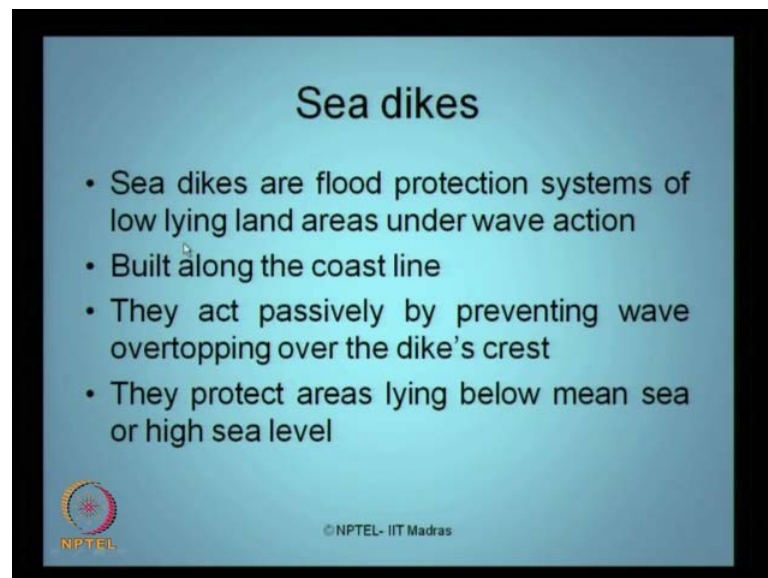 Sea dikes
• Sea dikes are flood protection systems of
low lying land areas under wave action
• Built along the coast line
• They act passively by preventing wave
overtopping over the dike's crest
• They protect areas lying below mean sea
or high sea level
NPTEL
© NPTEL- IIT Madras